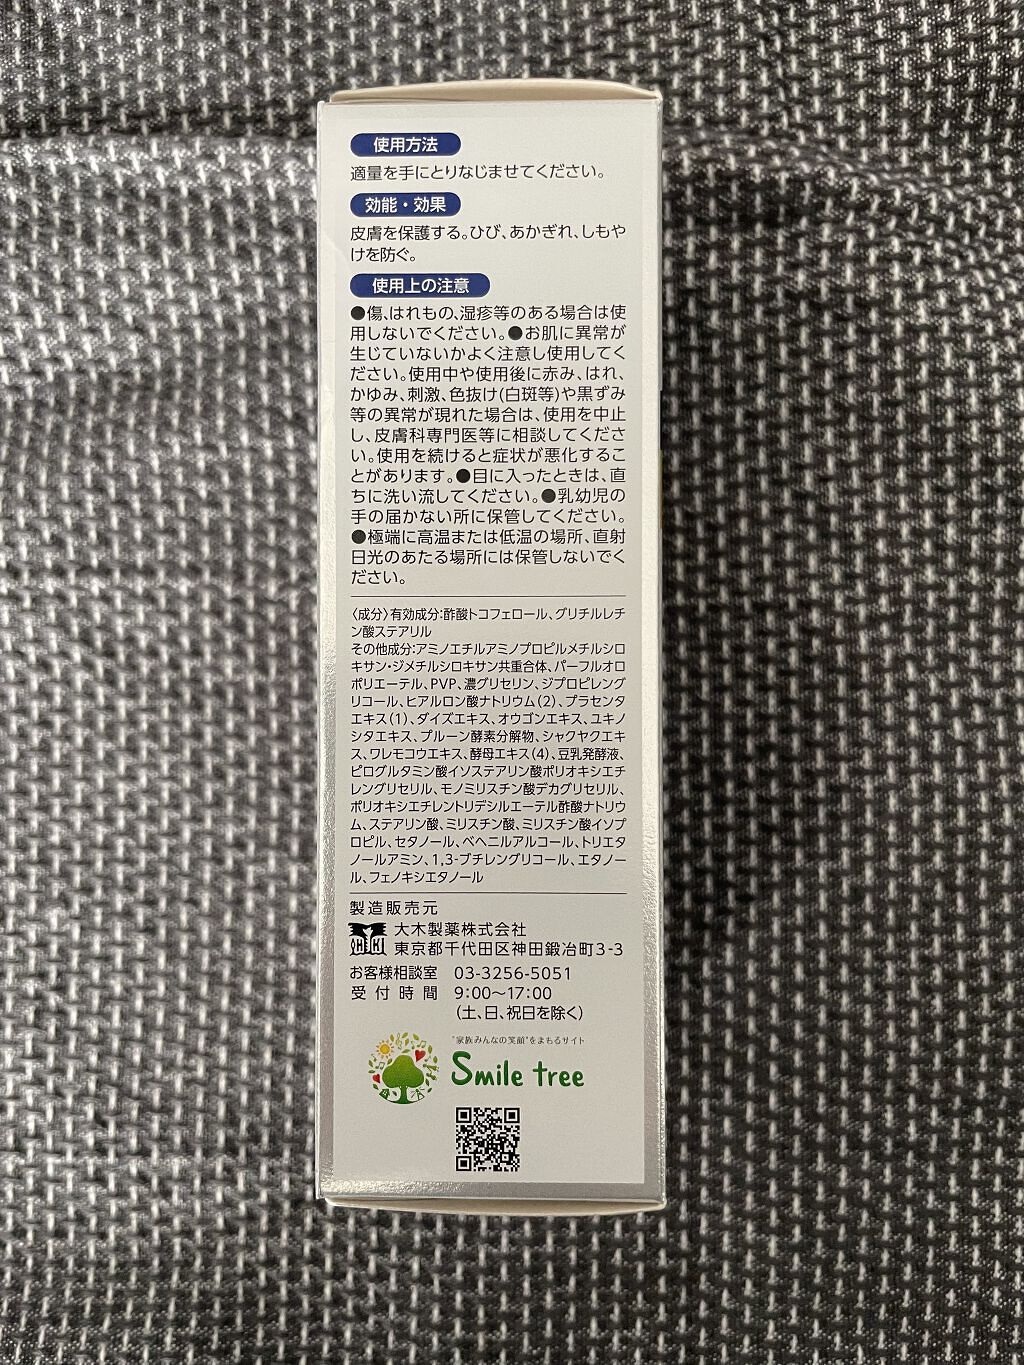 使用方法
適量を手にとりなじませてください。
効能・効果
皮膚を保護する。ひび、あかぎれ、しもや
けを防ぐ。
使用上の注意
●傷、はれもの、湿疹等のある場合は使
用しないでください。●お肌に異常が
生じていないかよく注意し使用してく
ださい。使用中や使用後に赤み、はれ、
かゆみ、刺激、色抜け(白斑等)や黒ずみ
等の異常が現れた場合は、使用を中止
し、皮膚科専門医等に相談してくださ
い。使用を続けると症状が悪化するこ
とがあります。●目に入ったときは、直
ちに洗い流してください。●乳幼児の
手の届かない所に保管してください。
●極端に高温または低温の場所、直射
日光のあたる場所には保管しないでく
ださい。
〈成分〉有効成分:酢酸トコフェロール、グリチルレチ
ン酸ステアリル
その他成分:アミノエチルアミノプロピルメチルシロ
キサン・ジメチルシロキサン共重合体、パーフルオロ
ポリエーテル、PVP、濃グリセリン、ジプロピレング
リコール、ヒアルロン酸ナトリウム(2)、プラセンタ
エキス(1)、ダイズエキス、オウゴンエキス、ユキノ
シタエキス、プルーン酵素分解物、シャクヤクエキ
ス、ワレモコウエキス、酵母エキス(4)、豆乳発酵液、
ピログルタミン酸イソステアリン酸ポリオキシエチ
レングリセリル、モノミリスチン酸デカグリセリル、
ポリオキシエチレントリデシルエーテル酢酸ナトリウ
ム、ステアリン酸、ミリスチン酸、ミリスチン酸イソプ
ロピル、セタノール、ベヘニルアルコール、トリエタ
ノールアミン、1,3-ブチレングリコール、エタノー
ル、フェノキシエタノール
製造販売元
大木製薬株式会社
東京都千代田区神田鍛冶町3-3
お客様相談室 03-3256-5051
受付時間 9:00〜17:00
(土、日、祝日を除く)
"家族みんなの笑顔"をまもるサイト
Smile tree